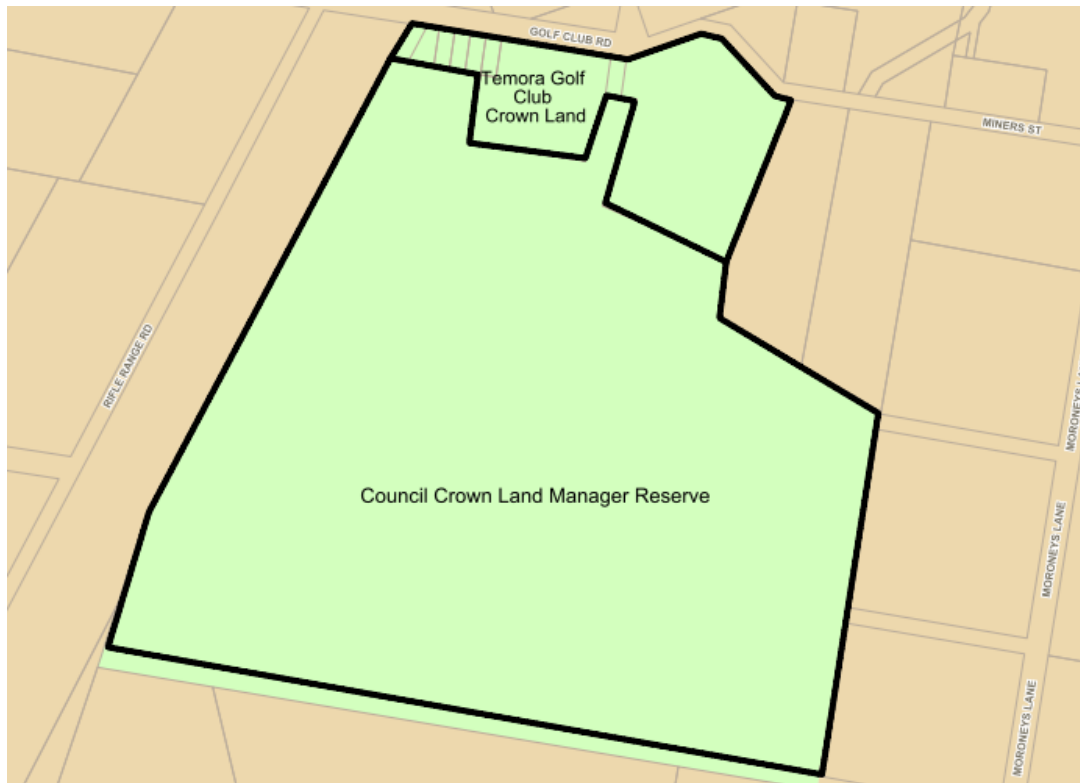 GOLF CLUB RD
Temora Golf
Club
Crown Land
MINERS ST
RIFLE RANGE RD
MORONEYS LANE
Council Crown Land Manager Reserve
MORONEYS LANE
MORONEYS LANE